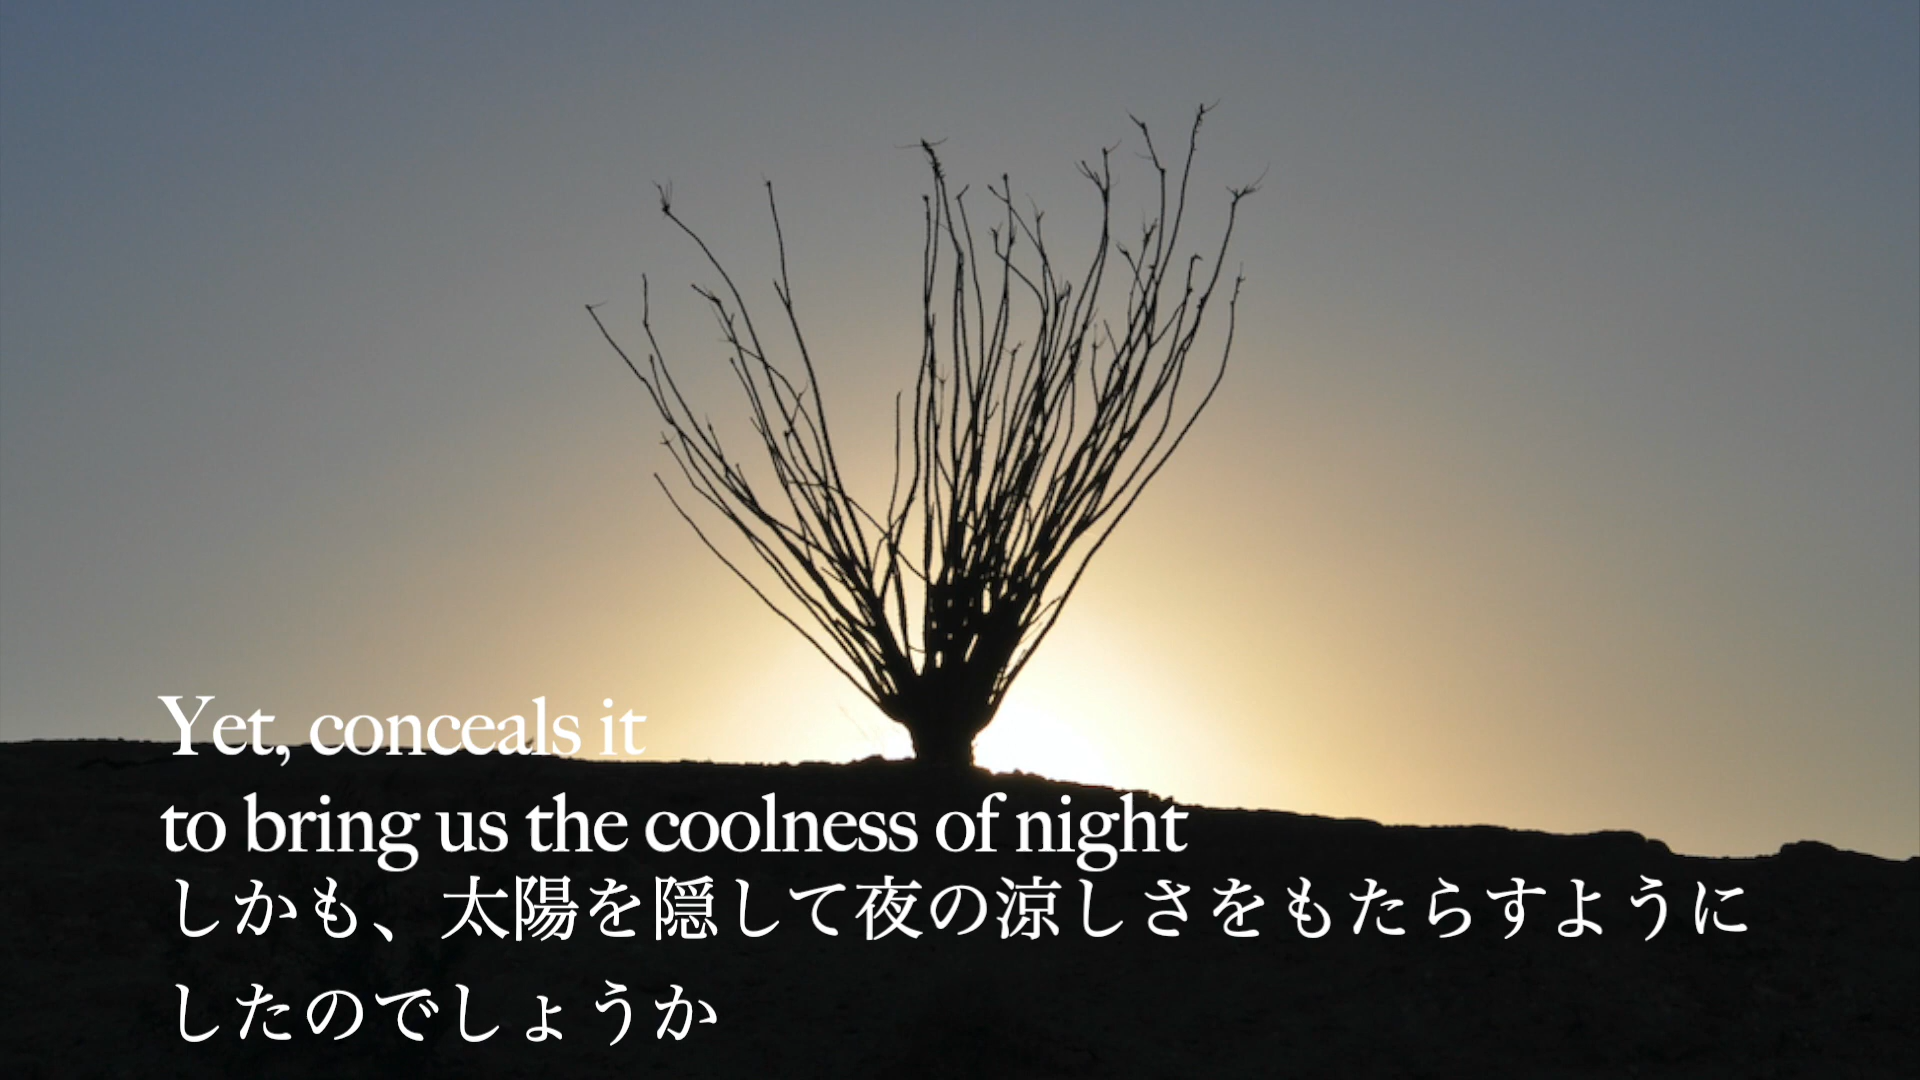 Yet, conceals it
to bring us the coolness of night
しかも、太陽を隠して夜の涼しさをもたらすように
したのでしょうか